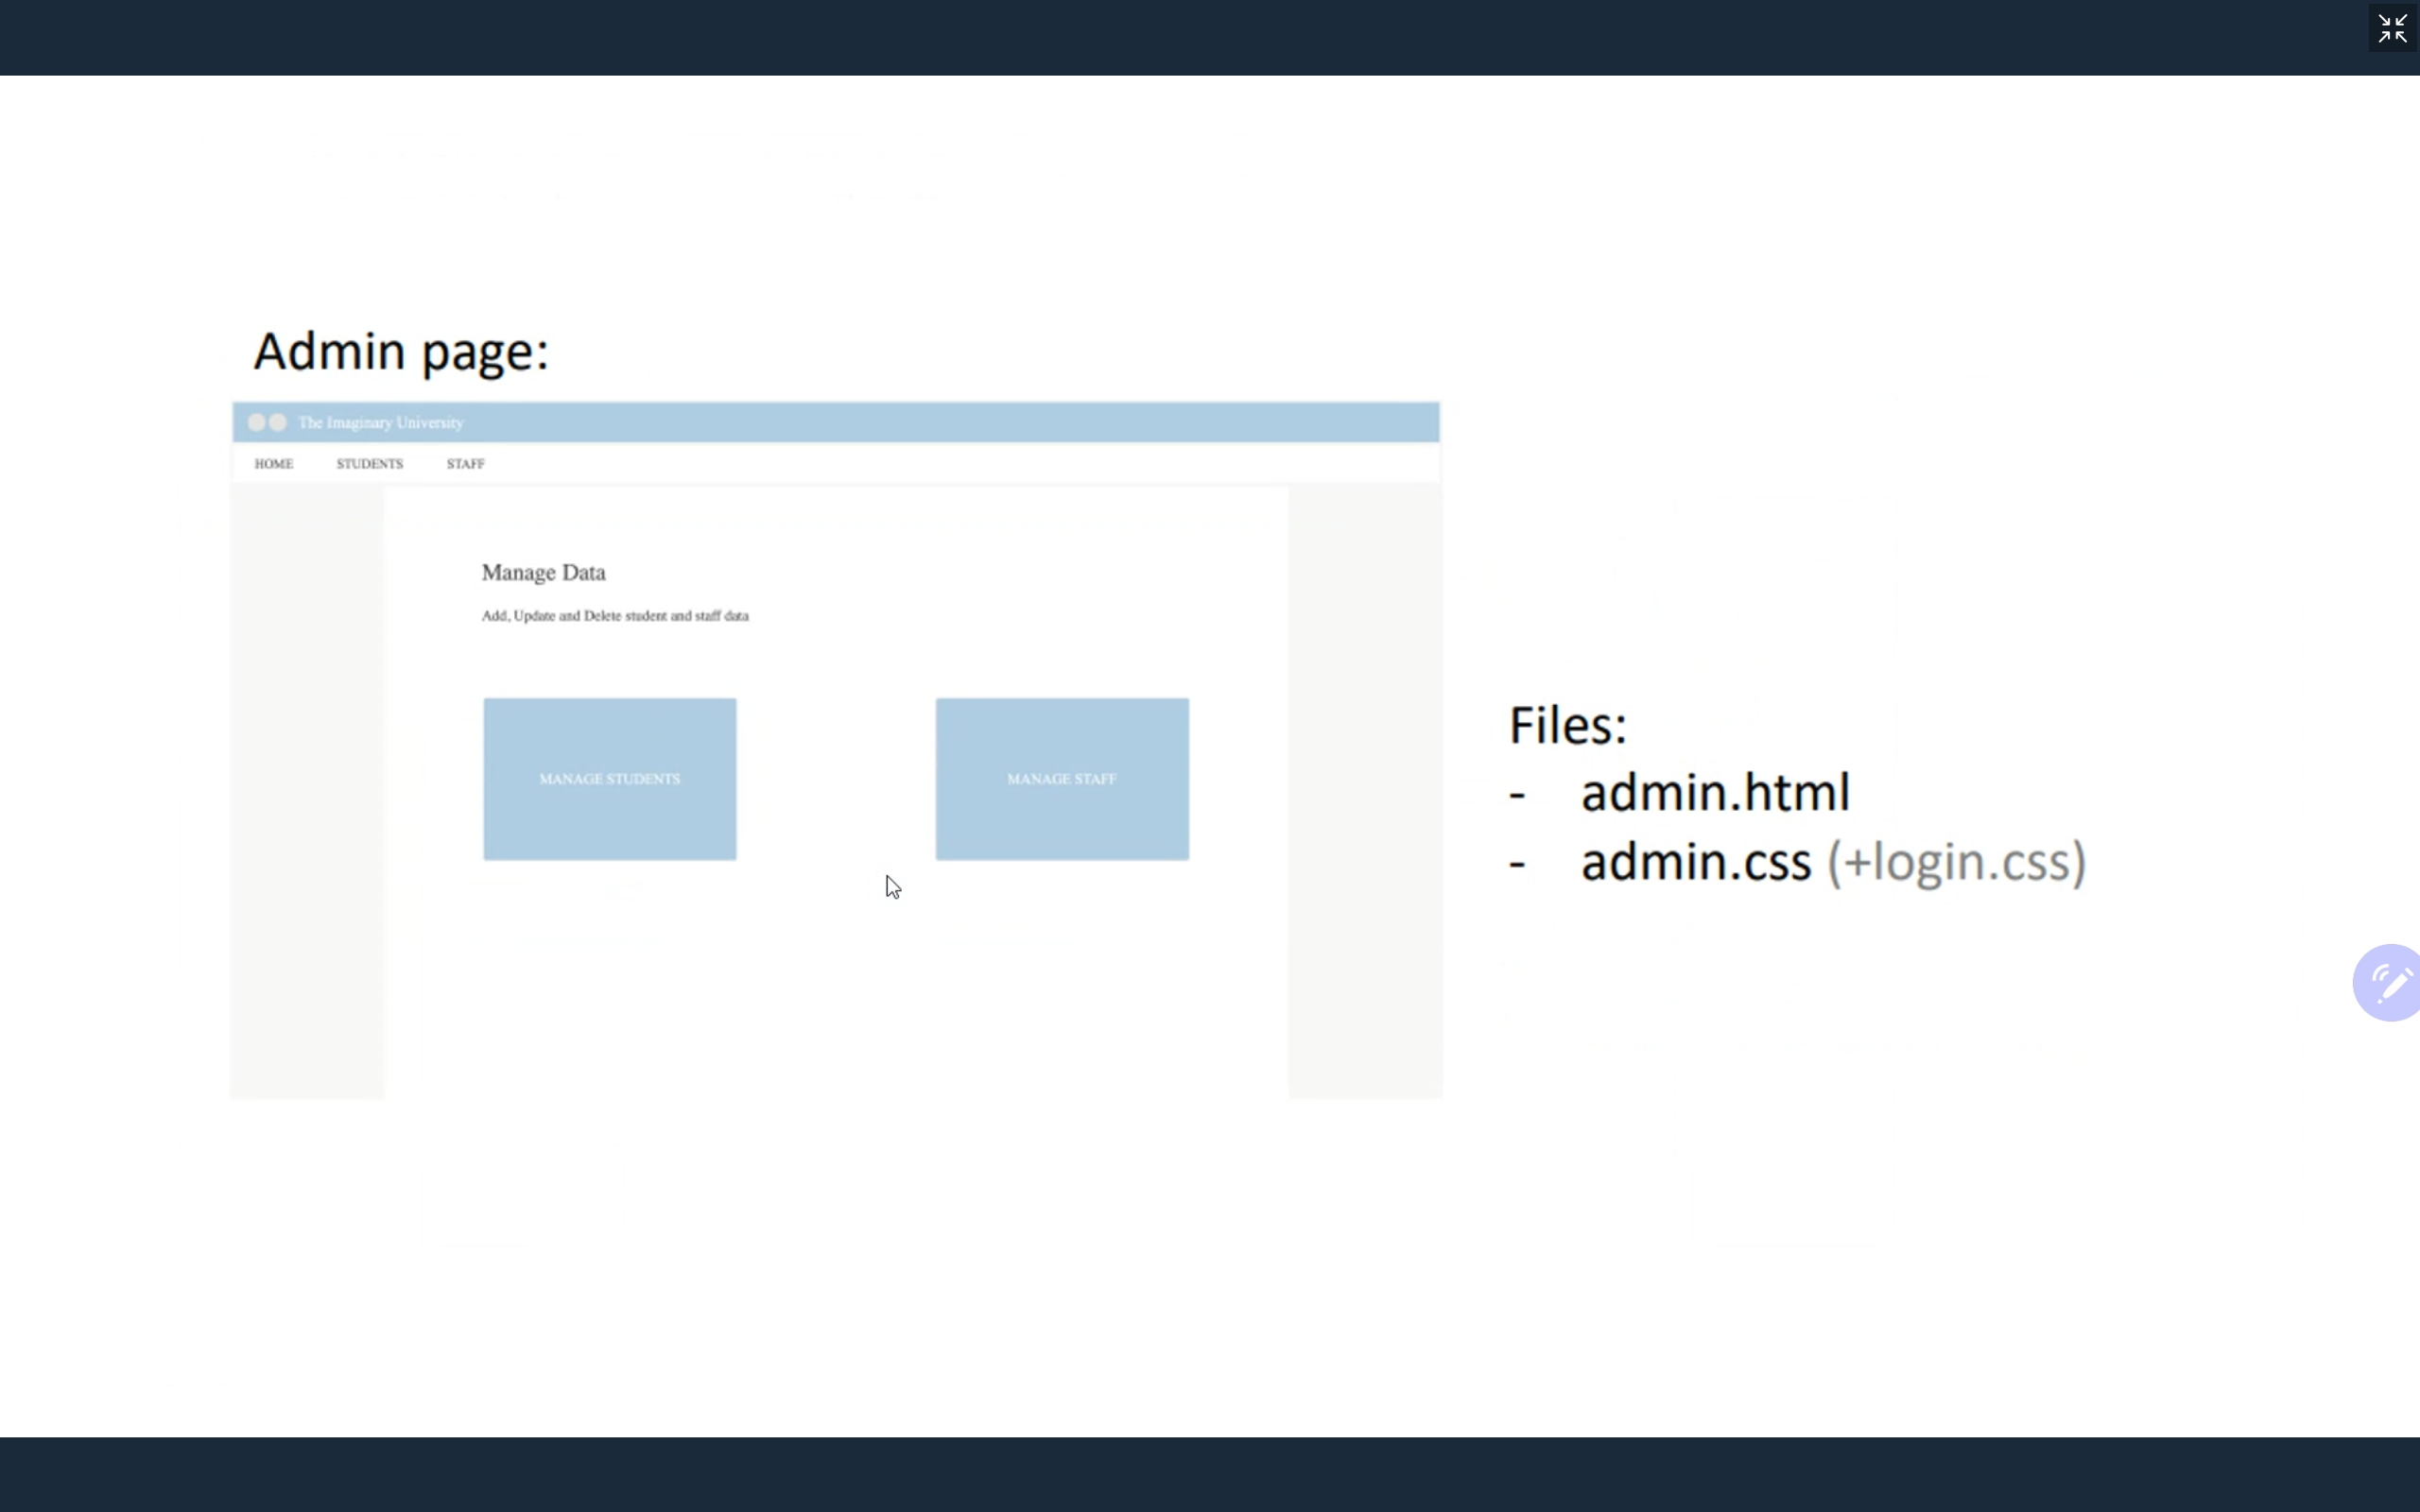 Admin page:
The Imaginary University
HOME STUDENTS STAFF
Manage Data
Add, Update and Delete student and staff data
MANAGE STUDENTS MANAGE STAFF
Files:
- admin.html
- admin.css (+login.css)